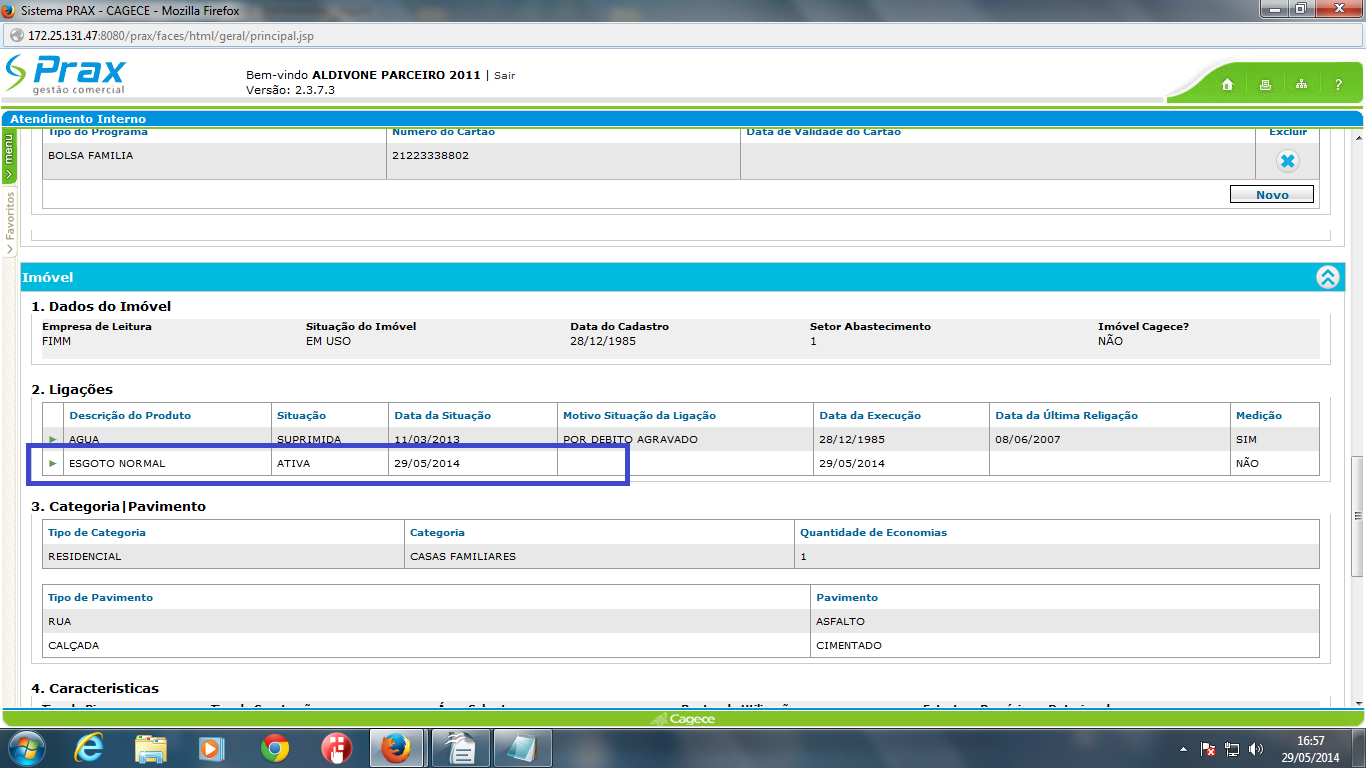 Sistema PRAX - CAGECE - Mozilla Firefox
172.25.131.47:8080/prax/faces/html/geral/principal.jsp
Prax
gestão comercial
Bem-vindo ALDIVONE PARCEIRO 2011 | Sair
Versão: 2.3.7.3
?
Atendimento Interno
menu
Favoritos
Tipo do Programa Número do Cartão Data de Validade do Cartão Excluir
BOLSA FAMILIA 21223338802
Novo
Imóvel
1. Dados do Imóvel
Empresa de Leitura Situação do Imóvel Data do Cadastro Setor Abastecimento Imóvel Cagece?
FIMM EM USO 28/12/1985 1 NÃO
2. Ligações
Descrição do Produto Situação Data da Situação Motivo Situação da Ligação Data da Execução Data da Última Religação Medição
AGUA SUPRIMIDA 11/03/2013 POR DEBITO AGRAVADO 28/12/1985 08/06/2007 SIM
ESGOTO NORMAL ATIVA 29/05/2014 29/05/2014 NÃO
3. Categoria|Pavimento
Tipo de Categoria Categoria Quantidade de Economias
RESIDENCIAL CASAS FAMILIARES 1
Tipo de Pavimento Pavimento
RUA ASFALTO
CALÇADA CIMENTADO
4. Caracteristicas
Cagece
16:57
29/05/2014